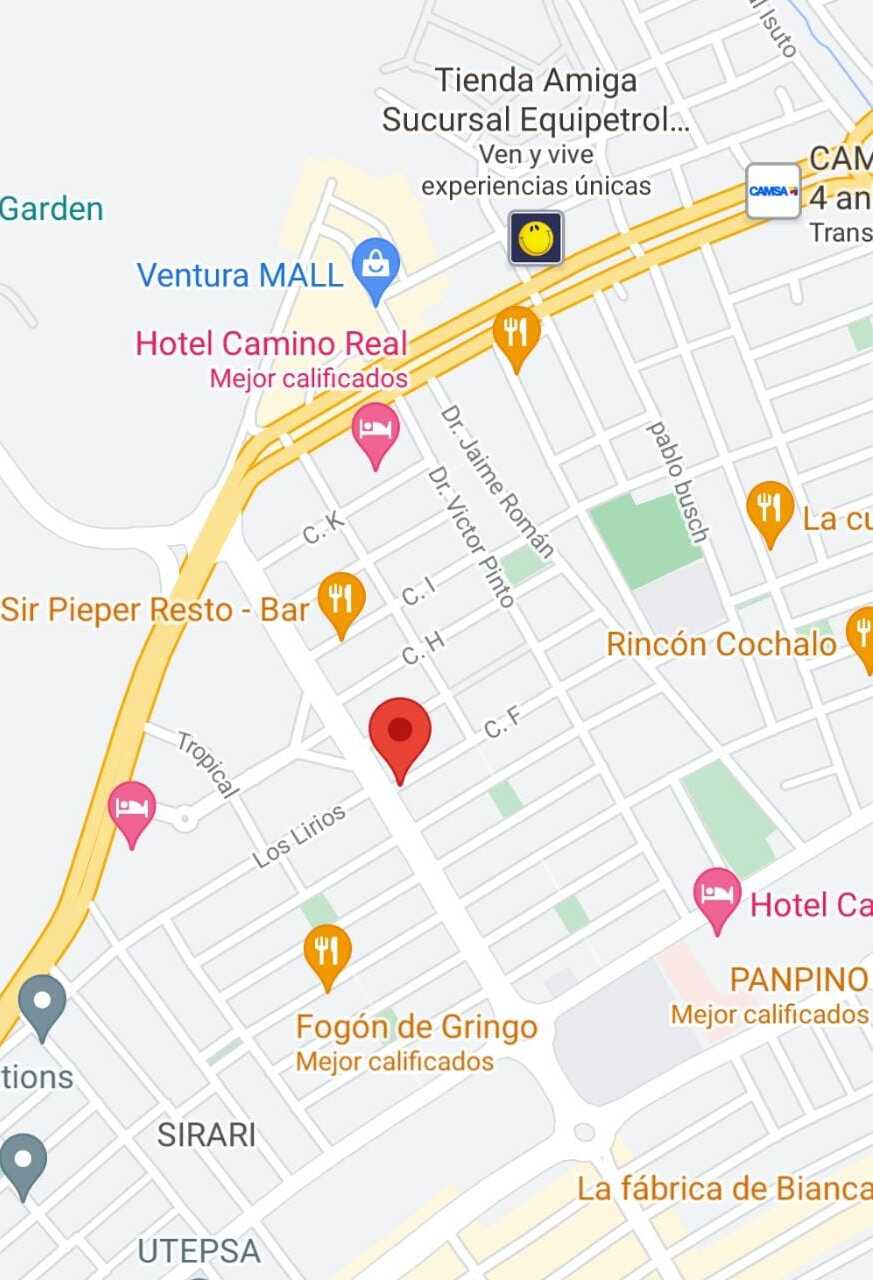 al Isuto
Tienda Amiga
Sucursal Equipetrol...
Ven y vive
experiencias únicas
CAMSA
CAM
4 an
Trans
Garden
Ventura MALL
Hotel Camino Real
Mejor calificados
Dr. Jaime Román
pablo busch
Dr. Victor Pinto
C. K
La cu
C. I
Sir Pieper Resto - Bar
C. H
Rincón Cochalo
C. F
Tropical
Los Lirios
Hotel Ca
PANPINO
Mejor calificados
Fogón de Gringo
Mejor calificados
tions
SIRARI
La fábrica de Bianca
UTEPSA